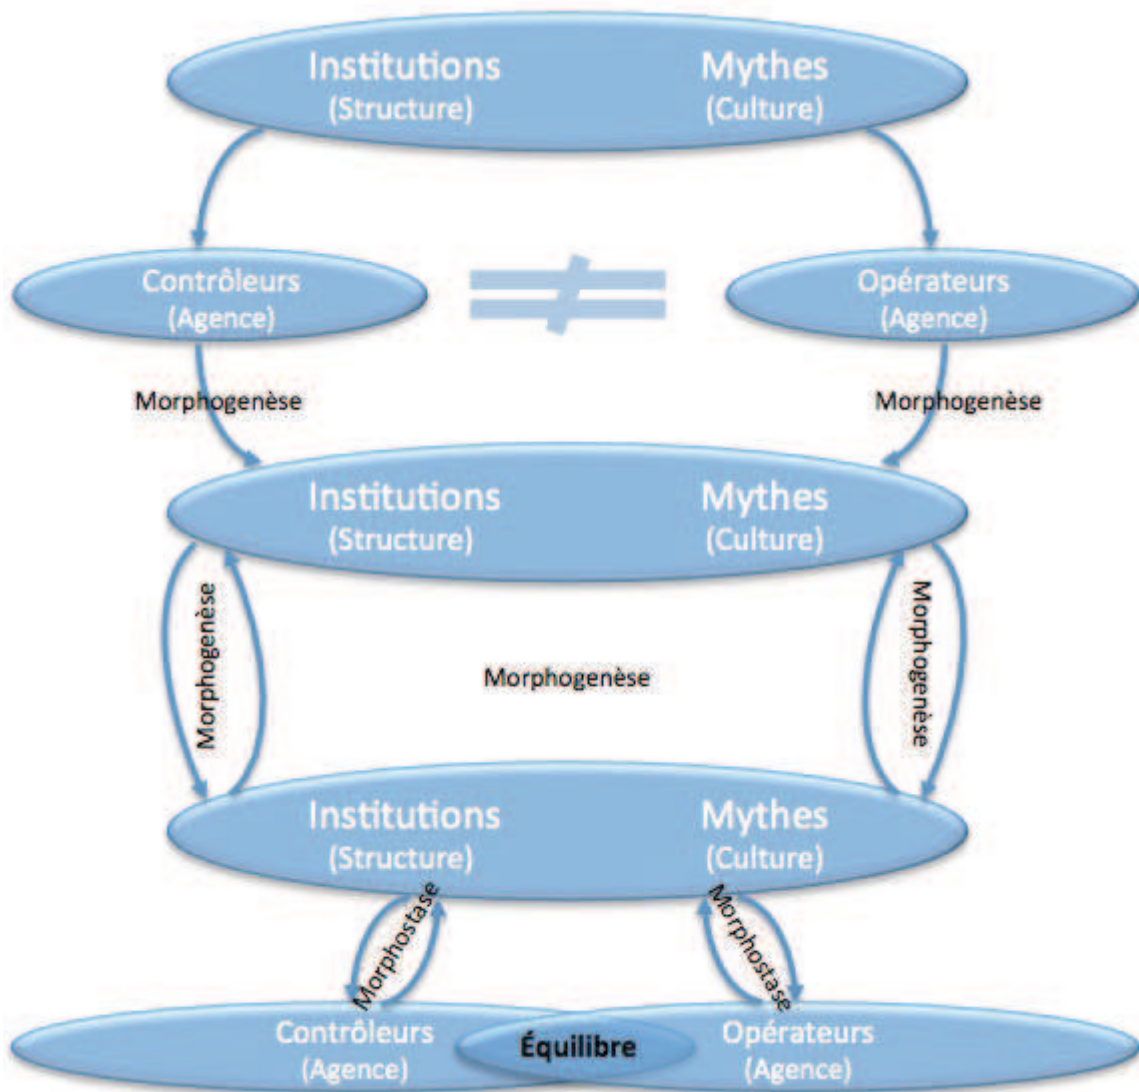 Institutions Mythes
(Structure) (Culture)
Contrôleurs Opérateurs
(Agence) (Agence)
Morphogenèse Morphogenèse
Institutions Mythes
(Structure) (Culture)
Morphogenèse Morphogenèse
Morphogenèse
Institutions Mythes
(Structure) (Culture)
Morphostase Morphostase
Contrôleurs Équilibre Opérateurs
(Agence) (Agence)